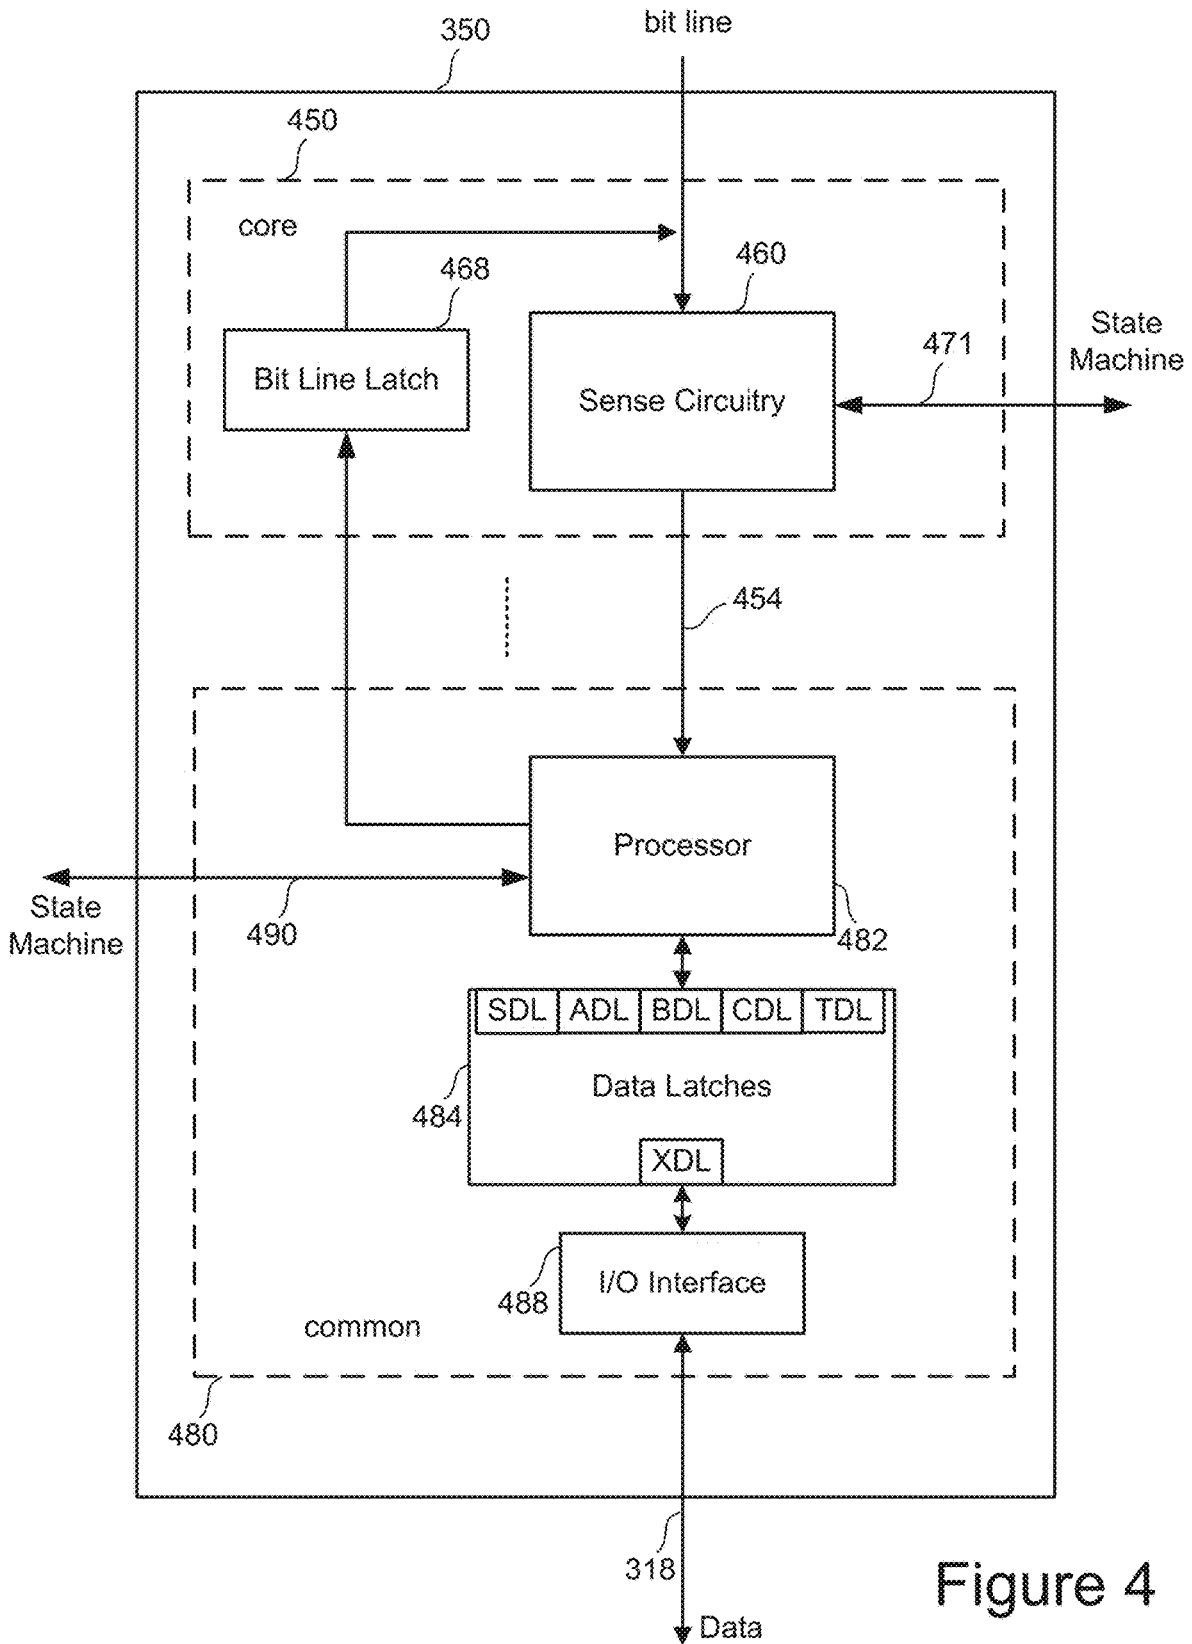 bit line
350
450
core
468
460
State
Machine
471
Bit Line Latch
Sense Circuitry
454
Processor
State
Machine
490
482
SDL ADL BDL CDL TDL
Data Latches
484
XDL
488
I/O Interface
common
480
318
Data
Figure 4